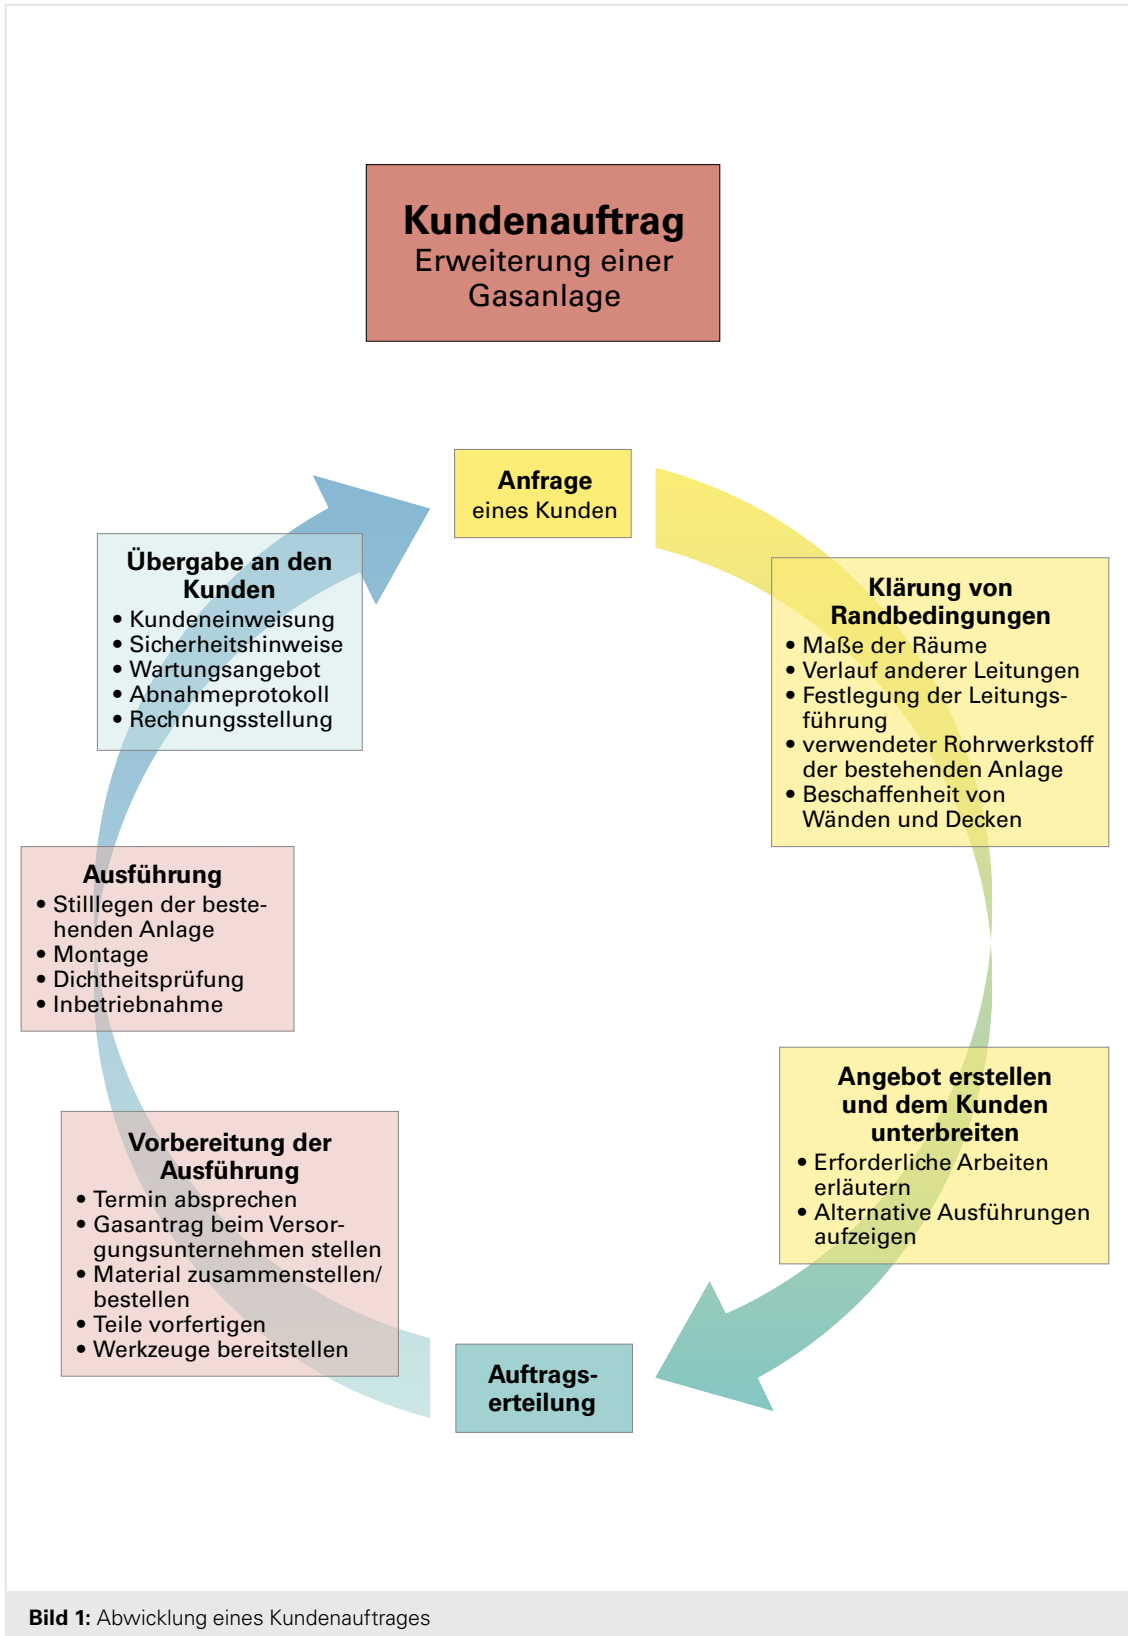 Kundenauftrag
Erweiterung einer
Gasanlage
Anfrage
eines Kunden
Klärung von
Randbedingungen
• Maße der Räume
• Verlauf anderer Leitungen
• Festlegung der Leitungs-
führung
• verwendeter Rohrwerkstoff
der bestehenden Anlage
• Beschaffenheit von
Wänden und Decken
Angebot erstellen
und dem Kunden
unterbreiten
• Erforderliche Arbeiten
erläutern
• Alternative Ausführungen
aufzeigen
Auftrags-
erteilung
Vorbereitung der
Ausführung
• Termin absprechen
• Gasantrag beim Versor-
gungsunternehmen stellen
• Material zusammenstellen/
bestellen
• Teile vorfertigen
• Werkzeuge bereitstellen
Ausführung
• Stilllegen der beste-
henden Anlage
• Montage
• Dichtheitsprüfung
• Inbetriebnahme
Übergabe an den
Kunden
• Kundeneinweisung
• Sicherheitshinweise
• Wartungsangebot
• Abnahmeprotokoll
• Rechnungsstellung
Bild 1: Abwicklung eines Kundenauftrages